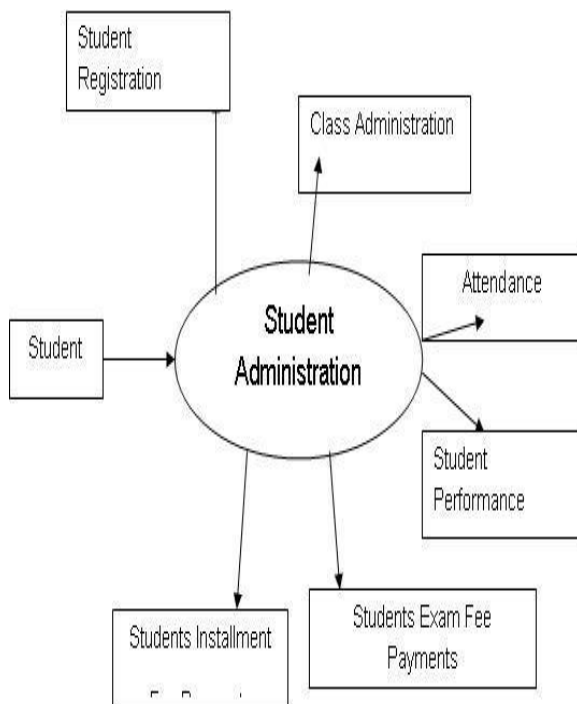 Student
Registration
Class Administration
Attendance
Student
Administration
Student
Student
Performance
Students Exam Fee
Payments
Students Installment